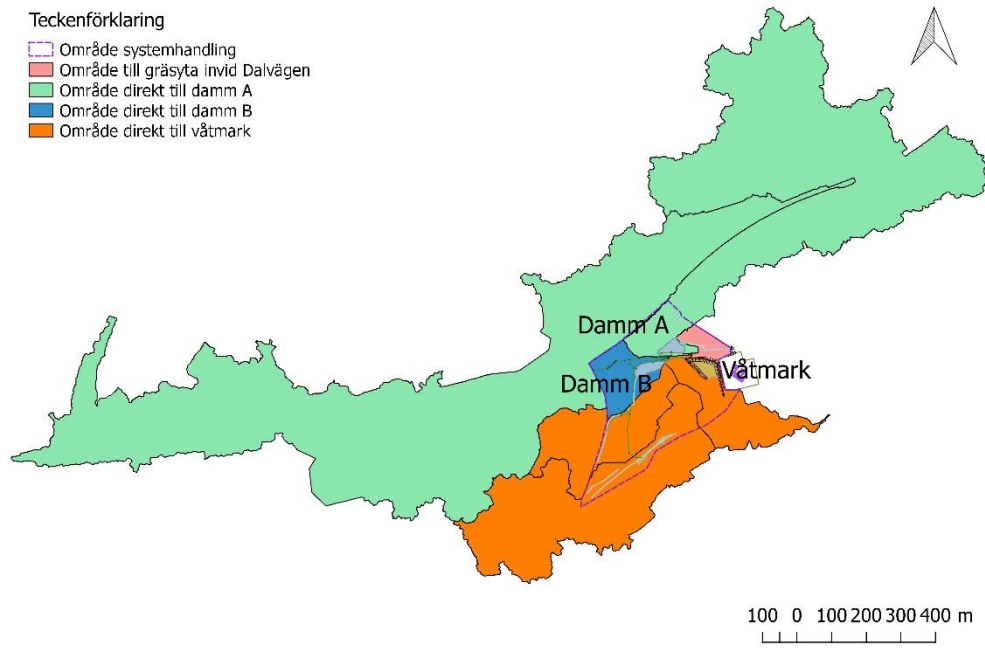 Teckenförklaring
Område systemhandling
Område till gräsyta invid Dalvägen
Område direkt till damm A
Område direkt till damm B
Område direkt till våtmark
Damm A
Våtmark
Damm B
100 0 100 200 300 400 m